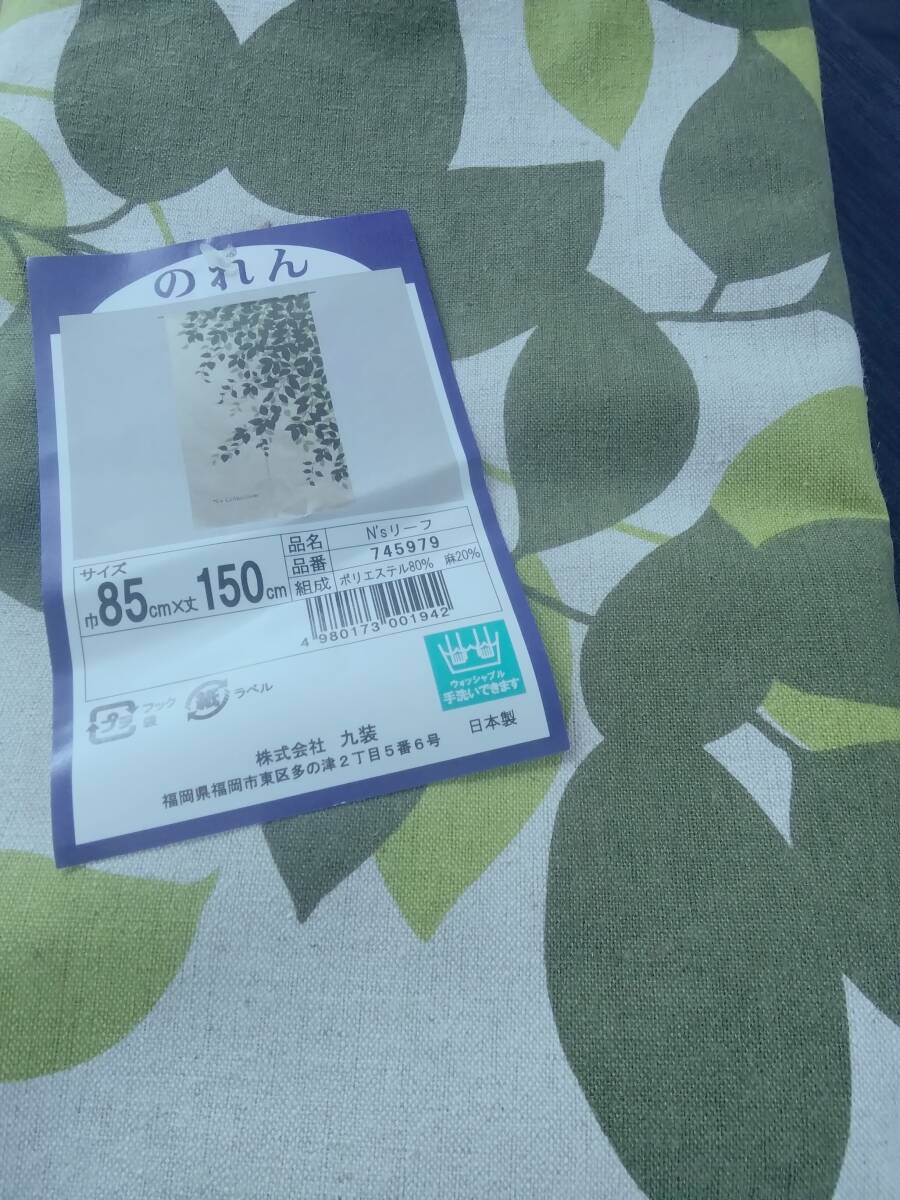 のれん
N's Collection
サイズ
巾85cm×丈150cm
品名 N'sリーフ
品番 745979
組成 ポリエステル80% 麻20%
4 980173 001942
プラ
フック
袋
紙
ラベル
ウォッシャブル
手洗いできます
株式会社 九装
日本製
福岡県福岡市東区多の津2丁目5番6号